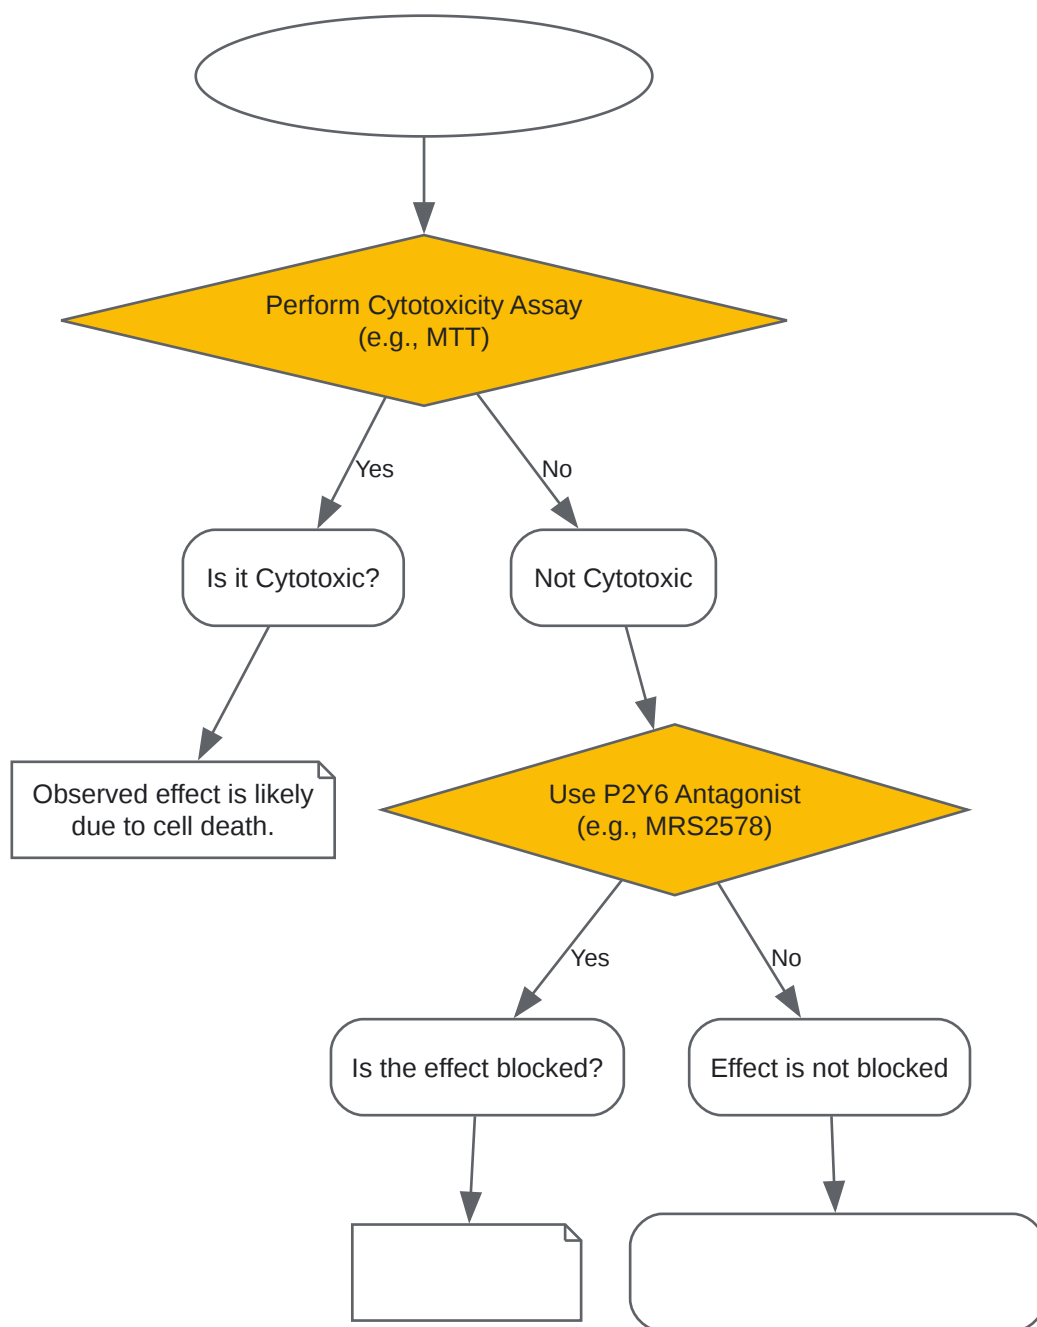 Perform Cytotoxicity Assay
(e.g., MTT)
Yes
No
Is it Cytotoxic?
Not Cytotoxic
Observed effect is likely
due to cell death.
Use P2Y6 Antagonist
(e.g., MRS2578)
Yes
No
Is the effect blocked?
Effect is not blocked